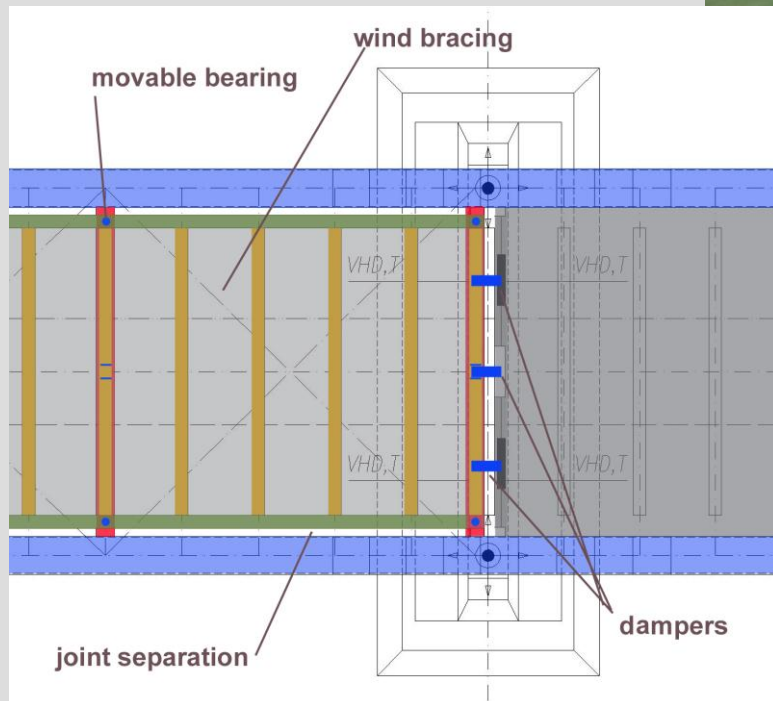 wind bracing
movable bearing
VHD,T VHD,T
VHD,T VHD,T
dampers
joint separation